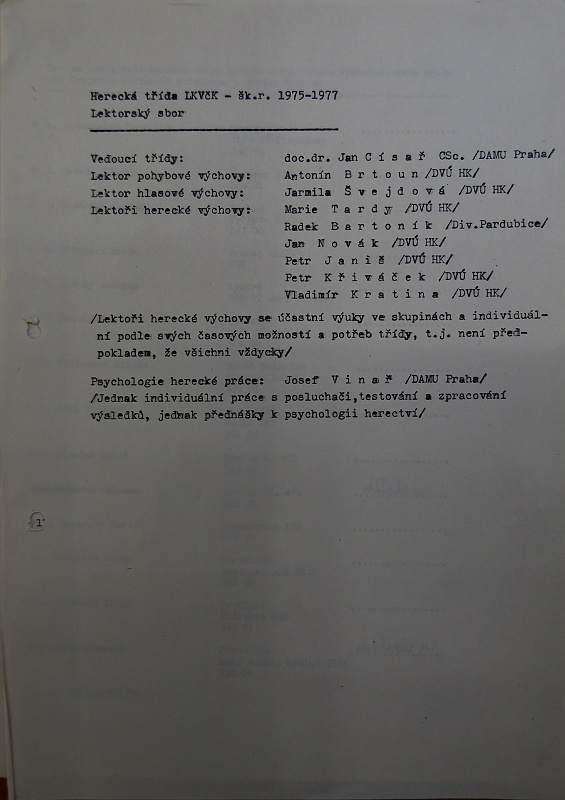 Herecká třída LKVčK - šk.r. 1975-1977
Lektorský sbor
Vedoucí třídy: doc.dr. Jan C í s a ř CSc. /DAMU Praha/
Lektor pohybové výchovy: Antonín B r t o u n /DVÚ HK/
Lektor hlasové výchovy: Jarmila Š v e j d o v á /DVÚ HK/
Lektoři herecké výchovy: Marie T a r d y /DVÚ HK/
Radek B a r t o n í k /Div.Pardubice/
Jan N o v á k /DVÚ HK/
Petr J a n i š /DVÚ HK/
Petr K ř i v á č e k /DVÚ HK/
Vladimír K r a t i n a /DVÚ HK/
/Lektoři herecké výchovy se účastní výuky ve skupinách a individuál-
ní podle svých časových možností a potřeb třídy, t.j. není před-
pokladem, že všichni vždycky/
Psychologie herecké práce: Josef V i n a ř /DAMU Praha/
/Jednak individuální práce s posluchači,testování a zpracování
výsledků, jednak přednášky k psychologii herectví/
1